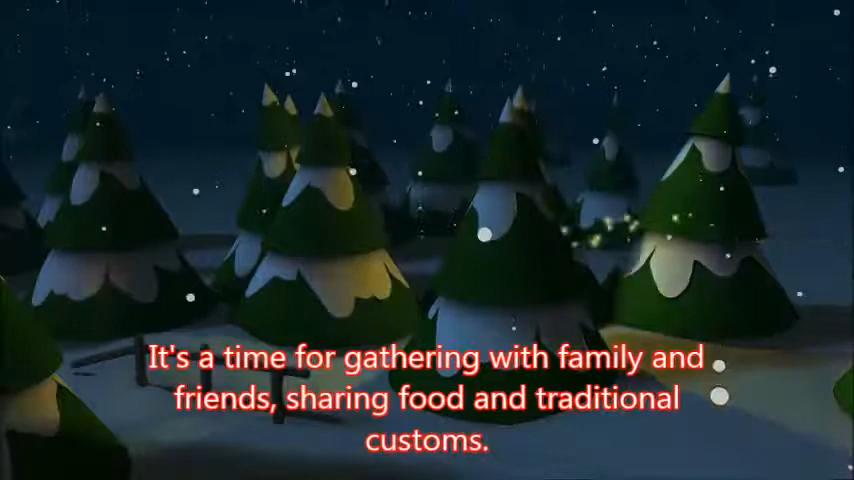 It's a time for gathering with family and
friends, sharing food and traditional
customs.